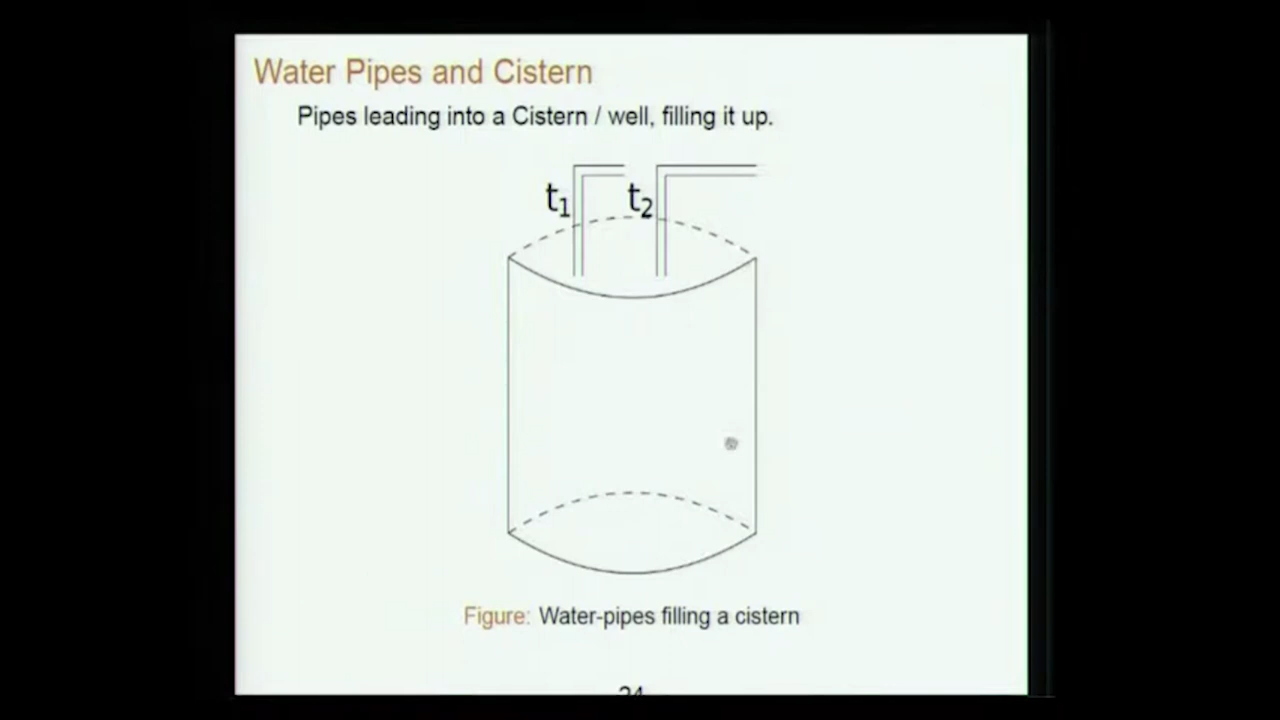 Water Pipes and Cistern
Pipes leading into a Cistern / well, filling it up.
t₁ t₂
Figure: Water-pipes filling a cistern
24